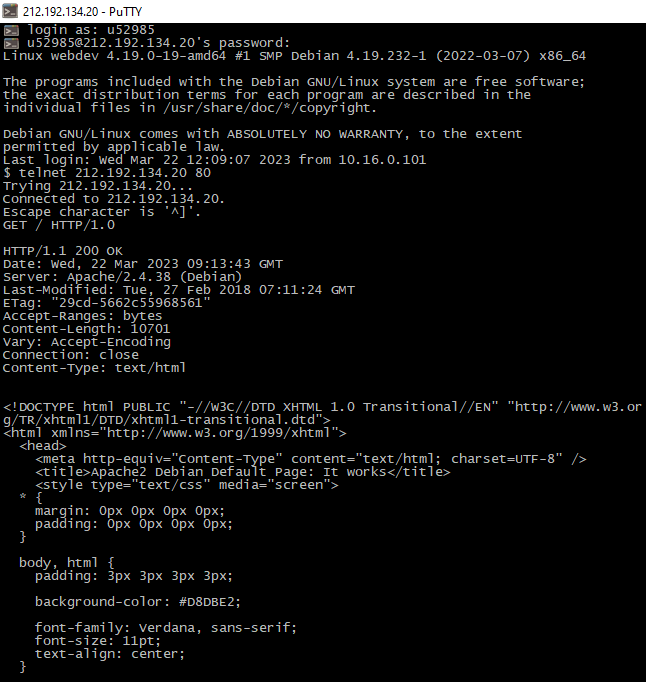 212.192.134.20 - PuTTY
login as: u52985
u52985@212.192.134.20's password:
Linux webdev 4.19.0-19-amd64 #1 SMP Debian 4.19.232-1 (2022-03-07) x86_64

The programs included with the Debian GNU/Linux system are free software;
the exact distribution terms for each program are described in the
individual files in /usr/share/doc/*/copyright.

Debian GNU/Linux comes with ABSOLUTELY NO WARRANTY, to the extent
permitted by applicable law.
Last login: Wed Mar 22 12:09:07 2023 from 10.16.0.101
$ telnet 212.192.134.20 80
Trying 212.192.134.20...
Connected to 212.192.134.20.
Escape character is '^]'.
GET / HTTP/1.0

HTTP/1.1 200 OK
Date: Wed, 22 Mar 2023 09:13:43 GMT
Server: Apache/2.4.38 (Debian)
Last-Modified: Tue, 27 Feb 2018 07:11:24 GMT
ETag: "29cd-5662c55968561"
Accept-Ranges: bytes
Content-Length: 10701
Vary: Accept-Encoding
Connection: close
Content-Type: text/html


<!DOCTYPE html PUBLIC "-//W3C//DTD XHTML 1.0 Transitional//EN" "http://www.w3.or
g/TR/xhtml1/DTD/xhtml1-transitional.dtd">
<html xmlns="http://www.w3.org/1999/xhtml">
  <head>
    <meta http-equiv="Content-Type" content="text/html; charset=UTF-8" />
    <title>Apache2 Debian Default Page: It works</title>
    <style type="text/css" media="screen">
  * {
    margin: 0px 0px 0px 0px;
    padding: 0px 0px 0px 0px;
  }

  body, html {
    padding: 3px 3px 3px 3px;

    background-color: #D8DBE2;

    font-family: Verdana, sans-serif;
    font-size: 11pt;
    text-align: center;
  }